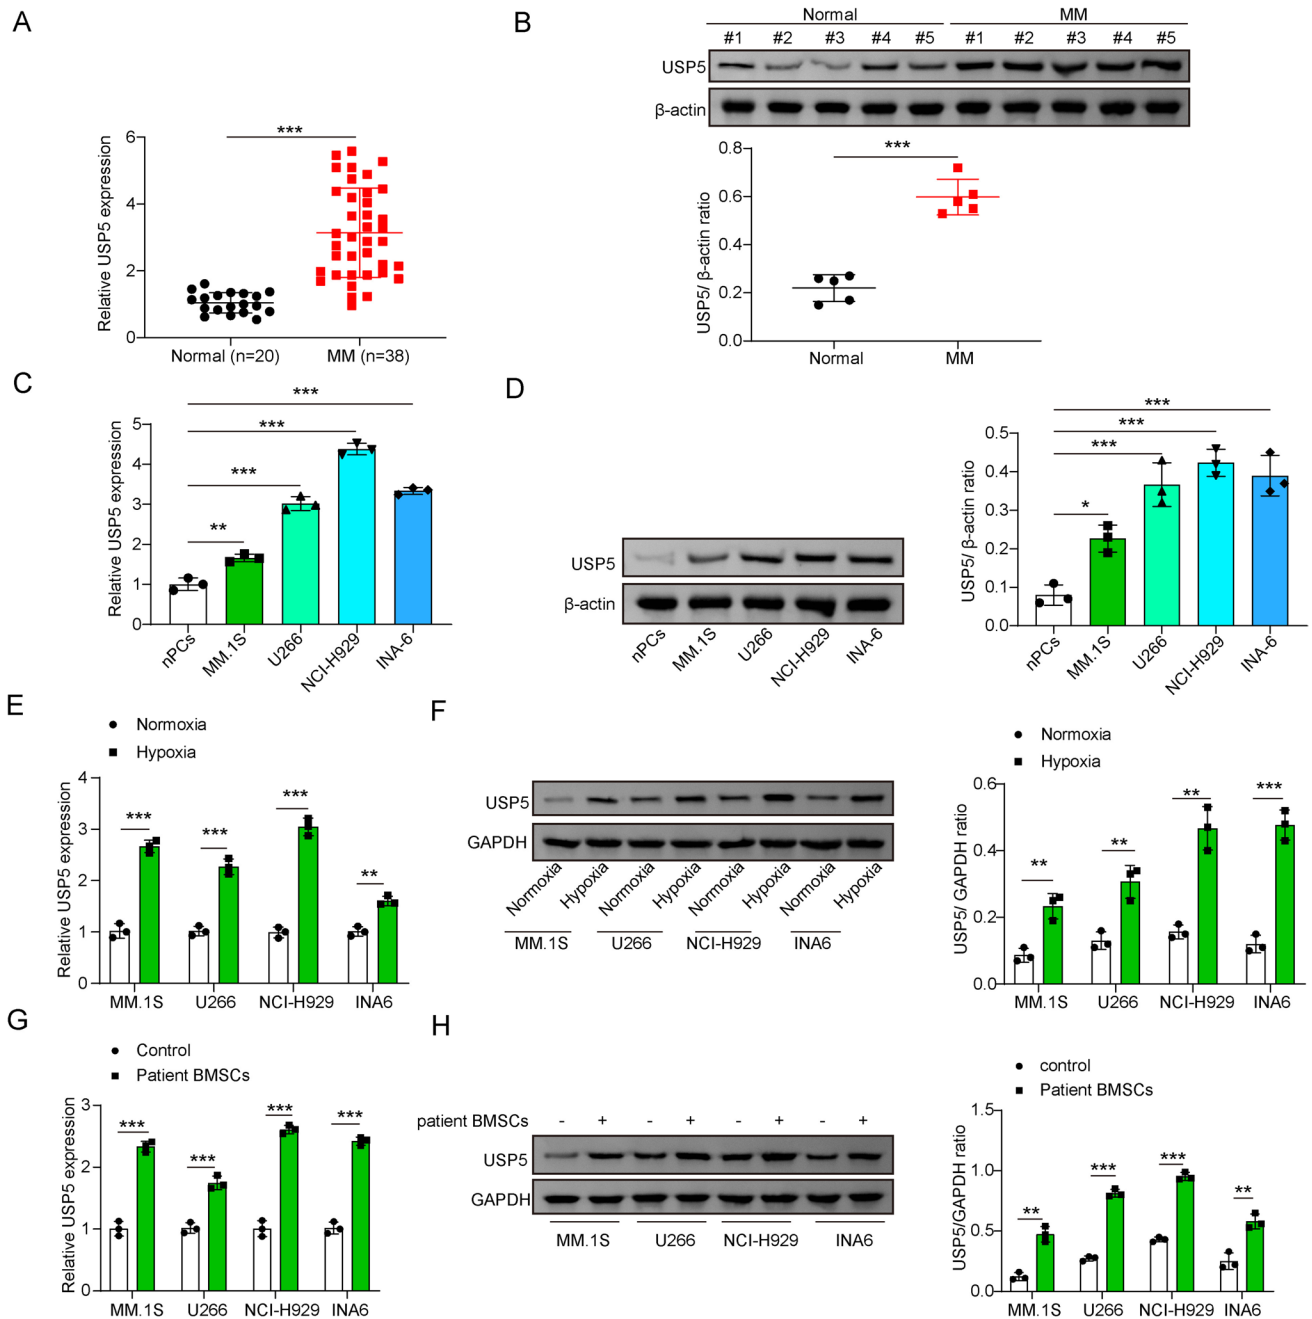 A
Relative USP5 expression
6
4
2
0
***
Normal (n=20)
MM (n=38)
B
Normal
MM
#1 #2 #3 #4 #5 #1 #2 #3 #4 #5
USP5
β-actin
USP5/ β-actin ratio
0.8
0.6
0.4
0.2
0.0
***
Normal
MM
C
Relative USP5 expression
5
4
3
2
1
0
***
***
***
**
nPCs
MM.1S
U266
NCI-H929
INA-6
D
USP5
β-actin
nPCs
MM.1S
U266
NCI-H929
INA-6
USP5/ β-actin ratio
0.5
0.4
0.3
0.2
0.1
0.0
***
***
***
*
nPCs
MM.1S
U266
NCI-H929
INA-6
E
Normoxia
Hypoxia
Relative USP5 expression
4
3
2
1
0
***
***
***
**
MM.1S
U266
NCI-H929
INA6
F
USP5
GAPDH
Normoxia
Hypoxia
Normoxia
Hypoxia
Normoxia
Hypoxia
Normoxia
Hypoxia
MM.1S
U266
NCI-H929
INA6
Normoxia
Hypoxia
USP5/ GAPDH ratio
0.6
0.4
0.2
0.0
**
**
**
***
MM.1S
U266
NCI-H929
INA6
G
Control
Patient BMSCs
Relative USP5 expression
3
2
1
0
***
***
***
***
MM.1S
U266
NCI-H929
INA6
H
patient BMSCs - + - + - + - +
USP5
GAPDH
MM.1S
U266
NCI-H929
INA6
control
Patient BMSCs
USP5/GAPDH ratio
1.5
1.0
0.5
0.0
**
***
***
**
MM.1S
U266
NCI-H929
INA6